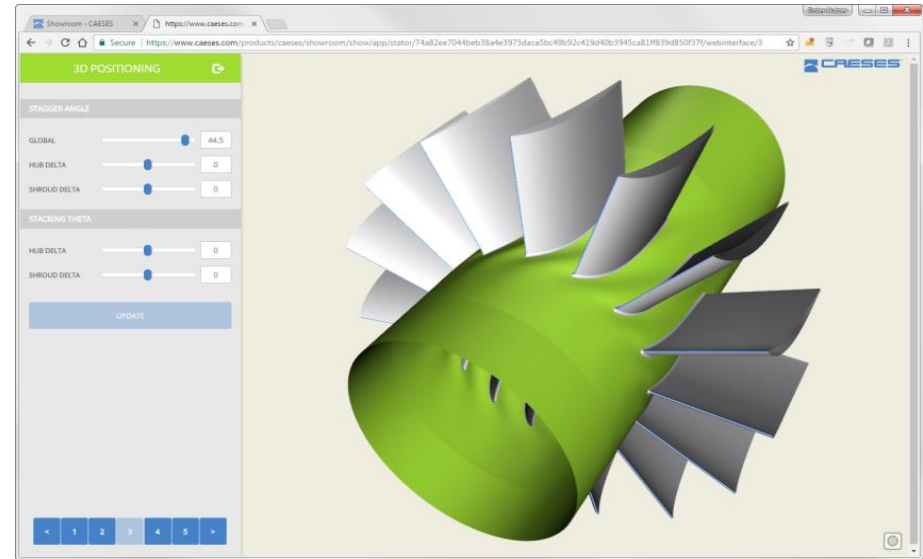 Showroom › CAESES
https://www.caeses.com
Secure | https://www.caeses.com/products/caeses/showroom/show/app/stator/74a82ee7044beb38a4e3973daca5bc49b92c419d40b3945ca81ff839d850f37f/webinterface/3
3D POSITIONING
CAESES
STAGGER ANGLE
GLOBAL 44.5
HUB DELTA 0
SHROUD DELTA 0
STACKING THETA
HUB DELTA 0
SHROUD DELTA 0
UPDATE
< 1 2 3 4 5 >